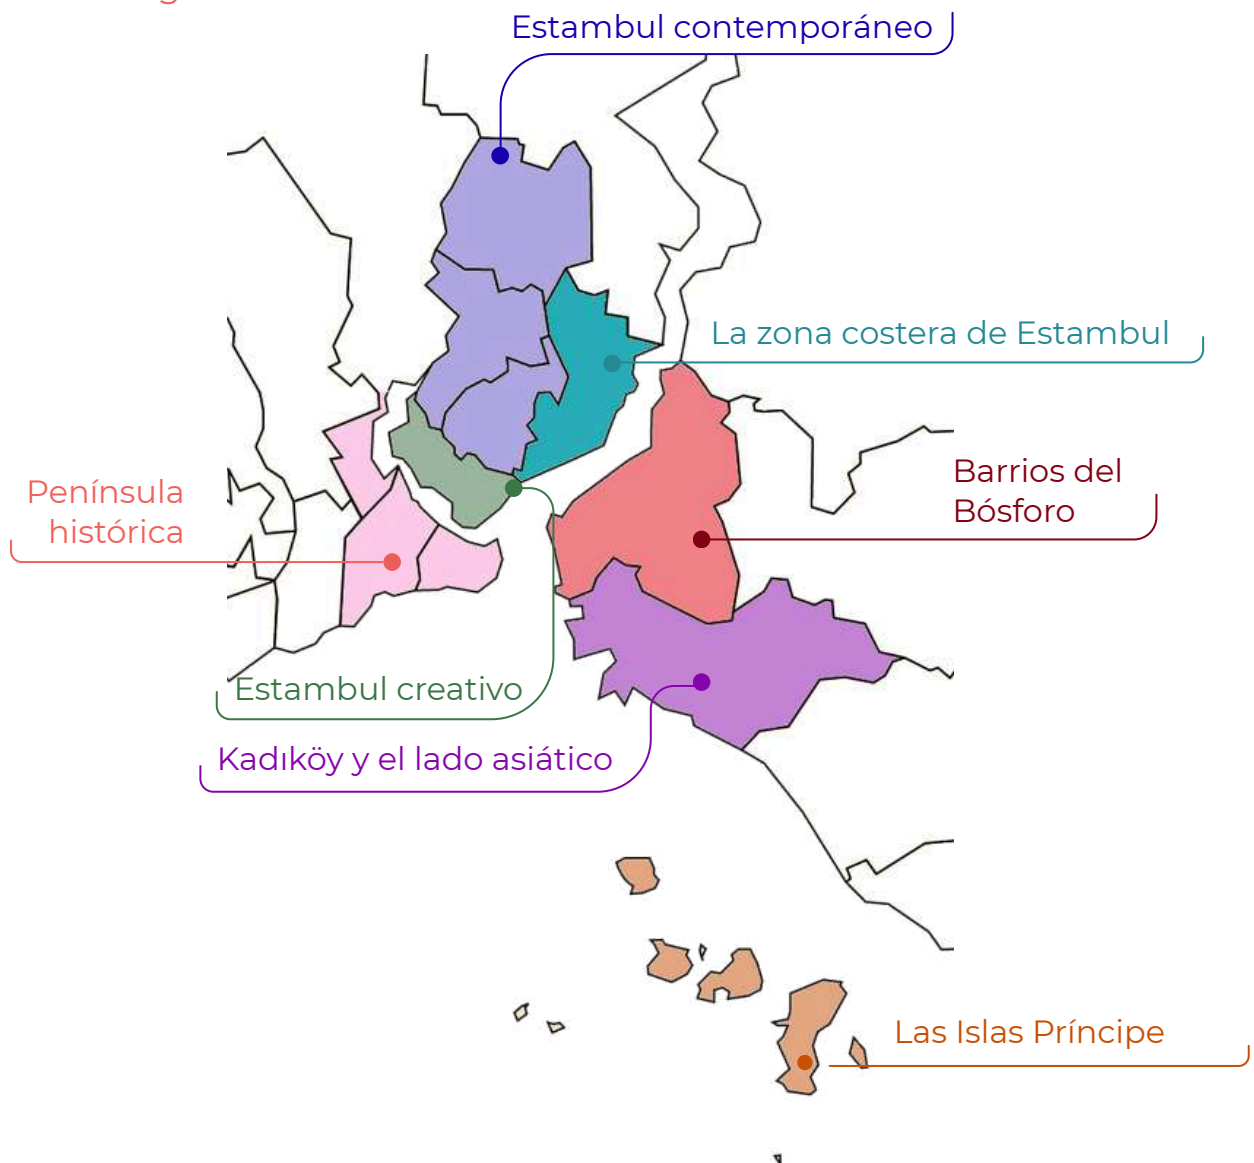 Estambul contemporáneo
La zona costera de Estambul
Barrios del
Bósforo
Península
histórica
Estambul creativo
Kadıköy y el lado asiático
Las Islas Príncipe